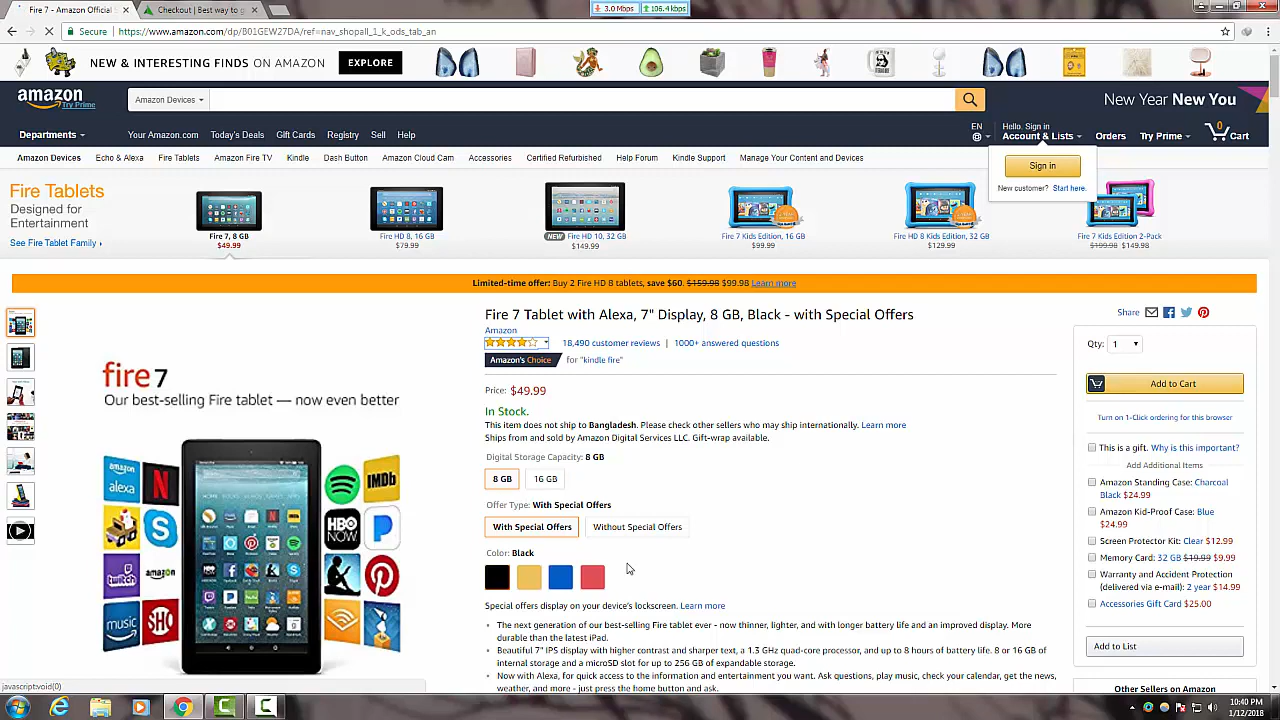 Fire 7 - Amazon Official S
Checkout | Best way to g
3.0 Mbps
106.4 kbps
Secure
https://www.amazon.com/dp/B01GEW27DA/ref=nav_shopall_1_k_ods_tab_an
NEW & INTERESTING FINDS ON AMAZON
EXPLORE
amazon
Try Prime
Amazon Devices
New Year New You
Departments
Your Amazon.com
Today's Deals
Gift Cards
Registry
Sell
Help
EN
Hello. Sign in
Account & Lists
Orders
Try Prime
0
Cart
Amazon Devices
Echo & Alexa
Fire Tablets
Amazon Fire TV
Kindle
Dash Button
Amazon Cloud Cam
Accessories
Certified Refurbished
Help Forum
Kindle Support
Manage Your Content and Devices
Sign in
New customer? Start here.
Fire Tablets
Designed for
Entertainment
See Fire Tablet Family ›
Fire 7, 8 GB
$49.99
Fire HD 8, 16 GB
$79.99
NEW Fire HD 10, 32 GB
$149.99
Fire 7 Kids Edition, 16 GB
$99.99
Fire HD 8 Kids Edition, 32 GB
$129.99
Fire 7 Kids Edition 2-Pack
$199.98 $149.98
Limited-time offer: Buy 2 Fire HD 8 tablets, save $60. $159.98 $99.98 Learn more
Fire 7 Tablet with Alexa, 7" Display, 8 GB, Black - with Special Offers
Amazon
18,490 customer reviews | 1000+ answered questions
Amazon's Choice for "kindle fire"
Price: $49.99
In Stock.
This item does not ship to Bangladesh. Please check other sellers who may ship internationally. Learn more
Ships from and sold by Amazon Digital Services LLC. Gift-wrap available.
Digital Storage Capacity: 8 GB
8 GB
16 GB
Offer Type: With Special Offers
With Special Offers
Without Special Offers
Color: Black
Special offers display on your device's lockscreen. Learn more
• The next generation of our best-selling Fire tablet ever - now thinner, lighter, and with longer battery life and an improved display. More
durable than the latest iPad.
• Beautiful 7" IPS display with higher contrast and sharper text, a 1.3 GHz quad-core processor, and up to 8 hours of battery life. 8 or 16 GB of
internal storage and a microSD slot for up to 256 GB of expandable storage.
• Now with Alexa, for quick access to the information and entertainment you want. Ask questions, play music, check your calendar, get the news,
weather, and more - just press the home button and ask.
fire 7
Our best-selling Fire tablet — now even better
amazon
alexa
N
IMDb
HBO
NOW
twitch
amazon
music
SHO
Share
Qty: 1
Add to Cart
Turn on 1-Click ordering for this browser
This is a gift. Why is this important?
Add Additional Items
Amazon Standing Case: Charcoal
Black $24.99
Amazon Kid-Proof Case: Blue
$24.99
Screen Protector Kit: Clear $12.99
Memory Card: 32 GB $19.99 $9.99
Warranty and Accident Protection
(delivered via e-mail): 2 year $14.99
Accessories Gift Card $25.00
Add to List
Other Sellers on Amazon
javascript:void(0)
10:40 PM
1/12/2018